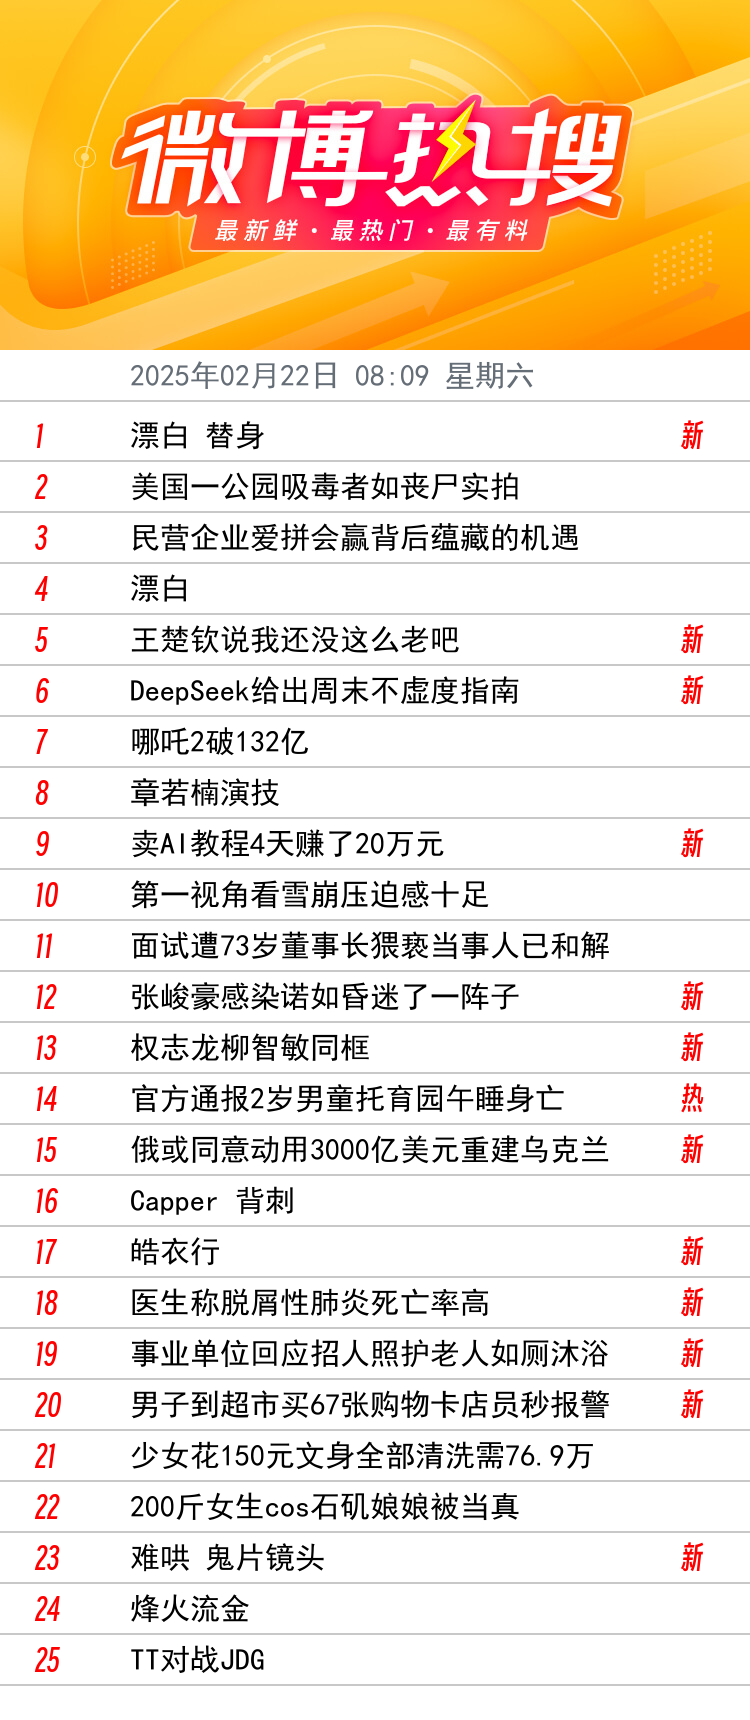 微博热搜
最新鲜·最热门·最有料
2025年02月22日 08:09 星期六
1 漂白 替身 新
2 美国一公园吸毒者如丧尸实拍
3 民营企业爱拼会赢背后蕴藏的机遇
4 漂白
5 王楚钦说我还没这么老吧 新
6 DeepSeek给出周末不虚度指南 新
7 哪吒2破132亿
8 章若楠演技
9 卖AI教程4天赚了20万元 新
10 第一视角看雪崩压迫感十足
11 面试遭73岁董事长猥亵当事人已和解
12 张峻豪感染诺如昏迷了一阵子 新
13 权志龙柳智敏同框 新
14 官方通报2岁男童托育园午睡身亡 热
15 俄或同意动用3000亿美元重建乌克兰 新
16 Capper 背刺
17 皓衣行 新
18 医生称脱屑性肺炎死亡率高 新
19 事业单位回应招人照护老人如厕沐浴 新
20 男子到超市买67张购物卡店员秒报警 新
21 少女花150元文身全部清洗需76.9万
22 200斤女生cos石矶娘娘被当真
23 难哄 鬼片镜头 新
24 烽火流金
25 TT对战JDG